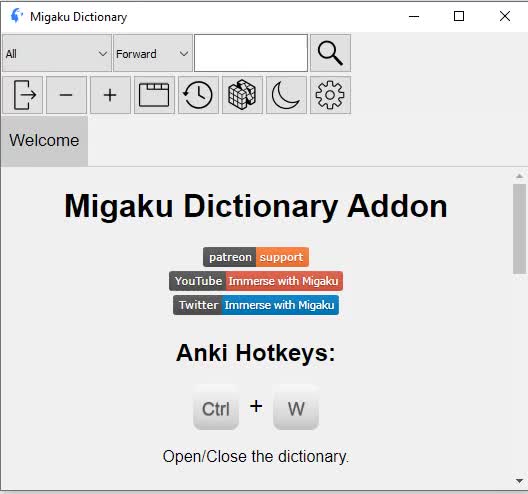 Migaku Dictionary
All Forward
Welcome
Migaku Dictionary Addon
patreon support
YouTube Immerse with Migaku
Twitter Immerse with Migaku
Anki Hotkeys:
Ctrl + W
Open/Close the dictionary.